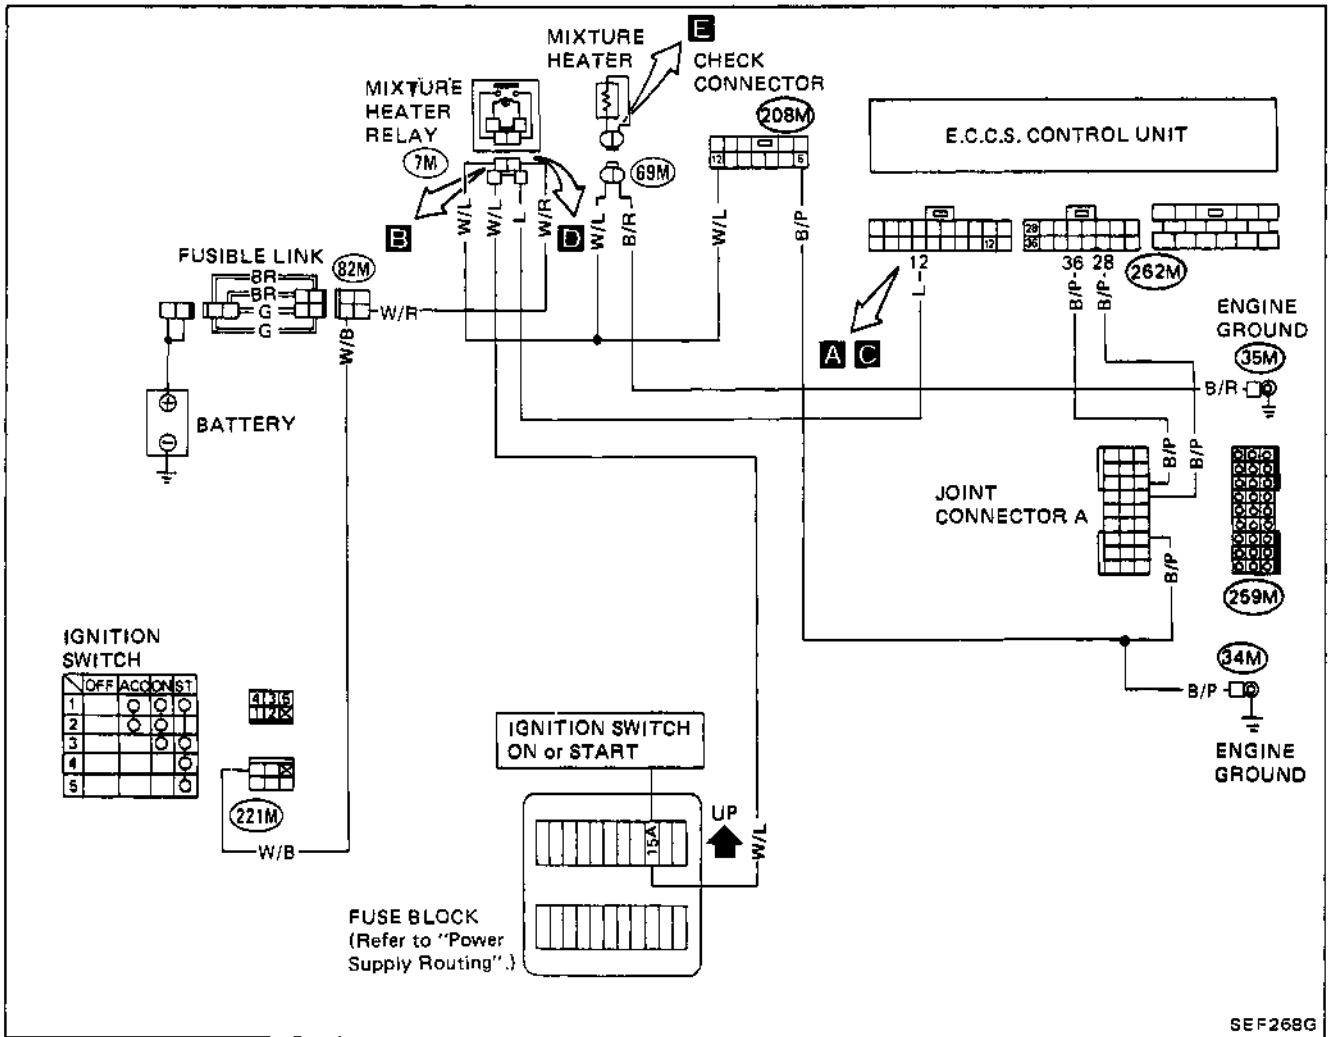 MIXTURE
HEATER
E
CHECK
CONNECTOR
208M
12
6
MIXTURE
HEATER
RELAY
7M
69M
E.C.C.S. CONTROL UNIT
B
D
W/L
W/L
L
W/R
W/L
B/R
W/L
B/P
12
28
36
12
36 28
262M
L
B/P
B/P
A C
FUSIBLE LINK
82M
BR
BR
G
G
W/R
W/B
BATTERY
ENGINE
GROUND
35M
B/R
JOINT
CONNECTOR A
B/P
B/P
B/P
259M
34M
B/P
ENGINE
GROUND
IGNITION
SWITCH
OFF ACC ON ST
1
2
3
4
5
4 3 5
1 2
221M
W/B
IGNITION SWITCH
ON or START
15A
UP
W/L
FUSE BLOCK
(Refer to "Power
Supply Routing".)
SEF268G